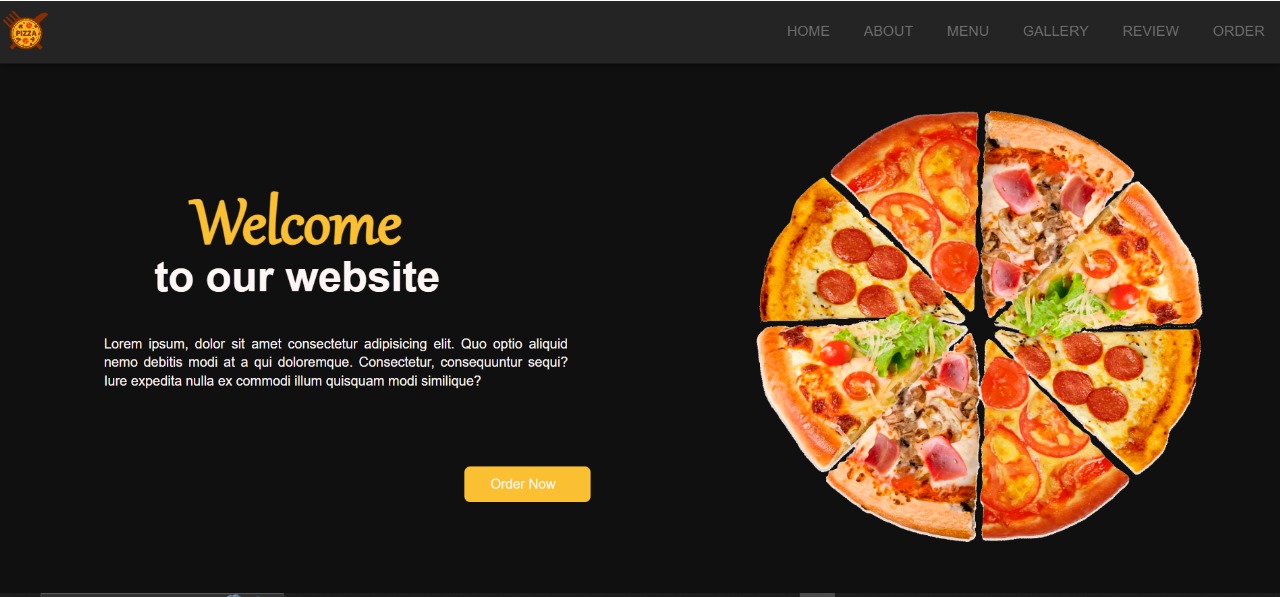 PIZZA
HOME ABOUT MENU GALLERY REVIEW ORDER
Welcome
to our website
Lorem ipsum, dolor sit amet consectetur adipisicing elit. Quo optio aliquid
nemo debitis modi at a qui doloremque. Consectetur, consequuntur sequi?
Iure expedita nulla ex commodi illum quisquam modi similique?
Order Now